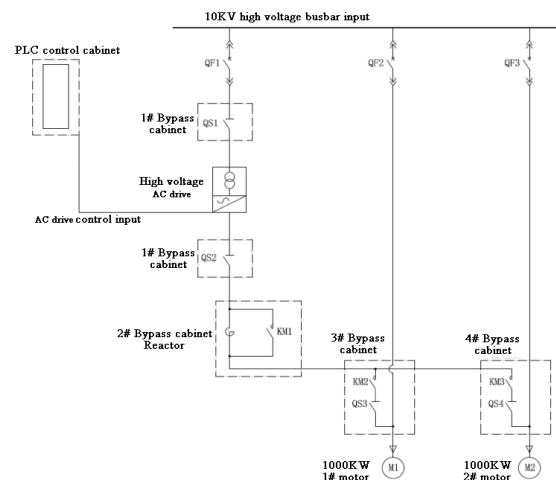 10KV high voltage busbar input
PLC control cabinet
QF1
QF2
QF3
1# Bypass
cabinet
QS1
High voltage
AC drive
AC drive control input
1# Bypass
cabinet
QS2
2# Bypass cabinet
Reactor
KM1
3# Bypass
cabinet
4# Bypass
cabinet
KM2
QS3
KM3
QS4
1000KW
1# motor
M1
1000KW
2# motor
M2